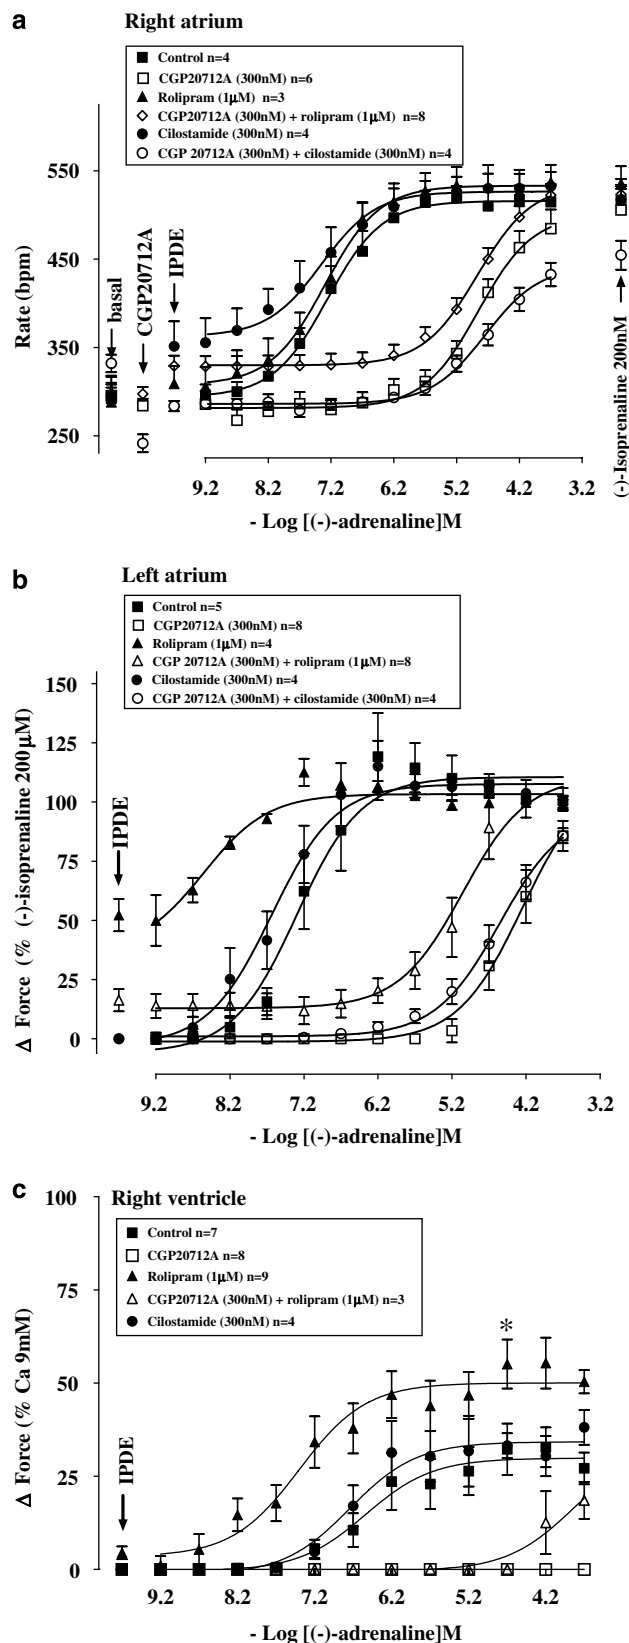 a
Right atrium
Control n=4
CGP20712A (300nM) n=6
Rolipram (1μM) n=3
CGP20712A (300nM) + rolipram (1μM) n=8
Cilostamide (300nM) n=4
CGP 20712A (300nM) + cilostamide (300nM) n=4
Rate (bpm)
550
450
350
250
basal
CGP20712A
IPDE
(-)-Isoprenaline 200nM
9.2 8.2 7.2 6.2 5.2 4.2 3.2
- Log [(-)-adrenaline]M
b
Left atrium
Control n=5
CGP20712A (300nM) n=8
Rolipram (1μM) n=4
CGP 20712A (300nM) + rolipram (1μM) n=8
Cilostamide (300nM) n=4
CGP 20712A (300nM) + cilostamide (300nM) n=4
Δ Force (% (-)-isoprenaline 200μM)
150
125
100
75
50
25
0
IPDE
9.2 8.2 7.2 6.2 5.2 4.2 3.2
- Log [(-)-adrenaline]M
c
Right ventricle
Control n=7
CGP20712A n=8
Rolipram (1μM) n=9
CGP20712A (300nM) + rolipram (1μM) n=3
Cilostamide (300nM) n=4
Δ Force (% Ca 9mM)
100
75
50
25
0
IPDE
*
9.2 8.2 7.2 6.2 5.2 4.2
- Log [(-)-adrenaline]M